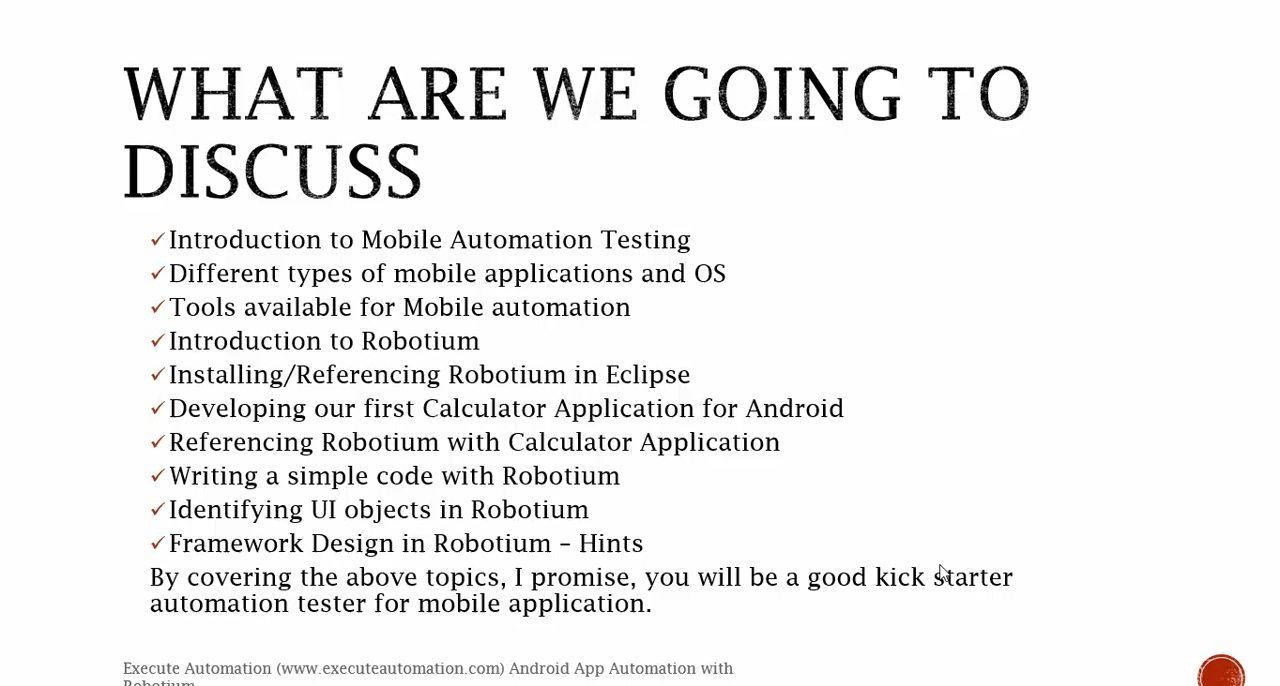 WHAT ARE WE GOING TO
DISCUSS
✓Introduction to Mobile Automation Testing
✓Different types of mobile applications and OS
✓Tools available for Mobile automation
✓Introduction to Robotium
✓Installing/Referencing Robotium in Eclipse
✓Developing our first Calculator Application for Android
✓Referencing Robotium with Calculator Application
✓Writing a simple code with Robotium
✓Identifying UI objects in Robotium
✓Framework Design in Robotium – Hints
By covering the above topics, I promise, you will be a good kick starter
automation tester for mobile application.
Execute Automation (www.executeautomation.com) Android App Automation with
Robotium